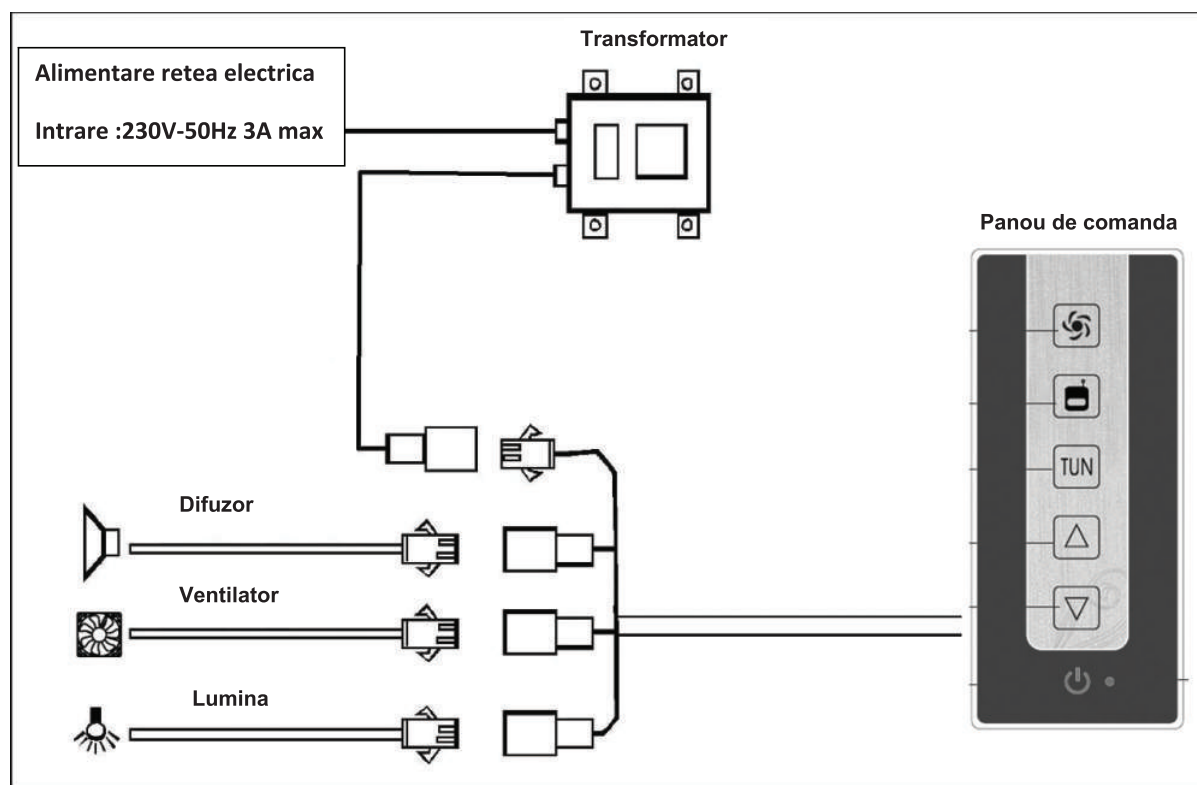 Transformator
Alimentare retea electrica
Intrare :230V-50Hz 3A max
Panou de comanda
TUN
Difuzor
Ventilator
Lumina